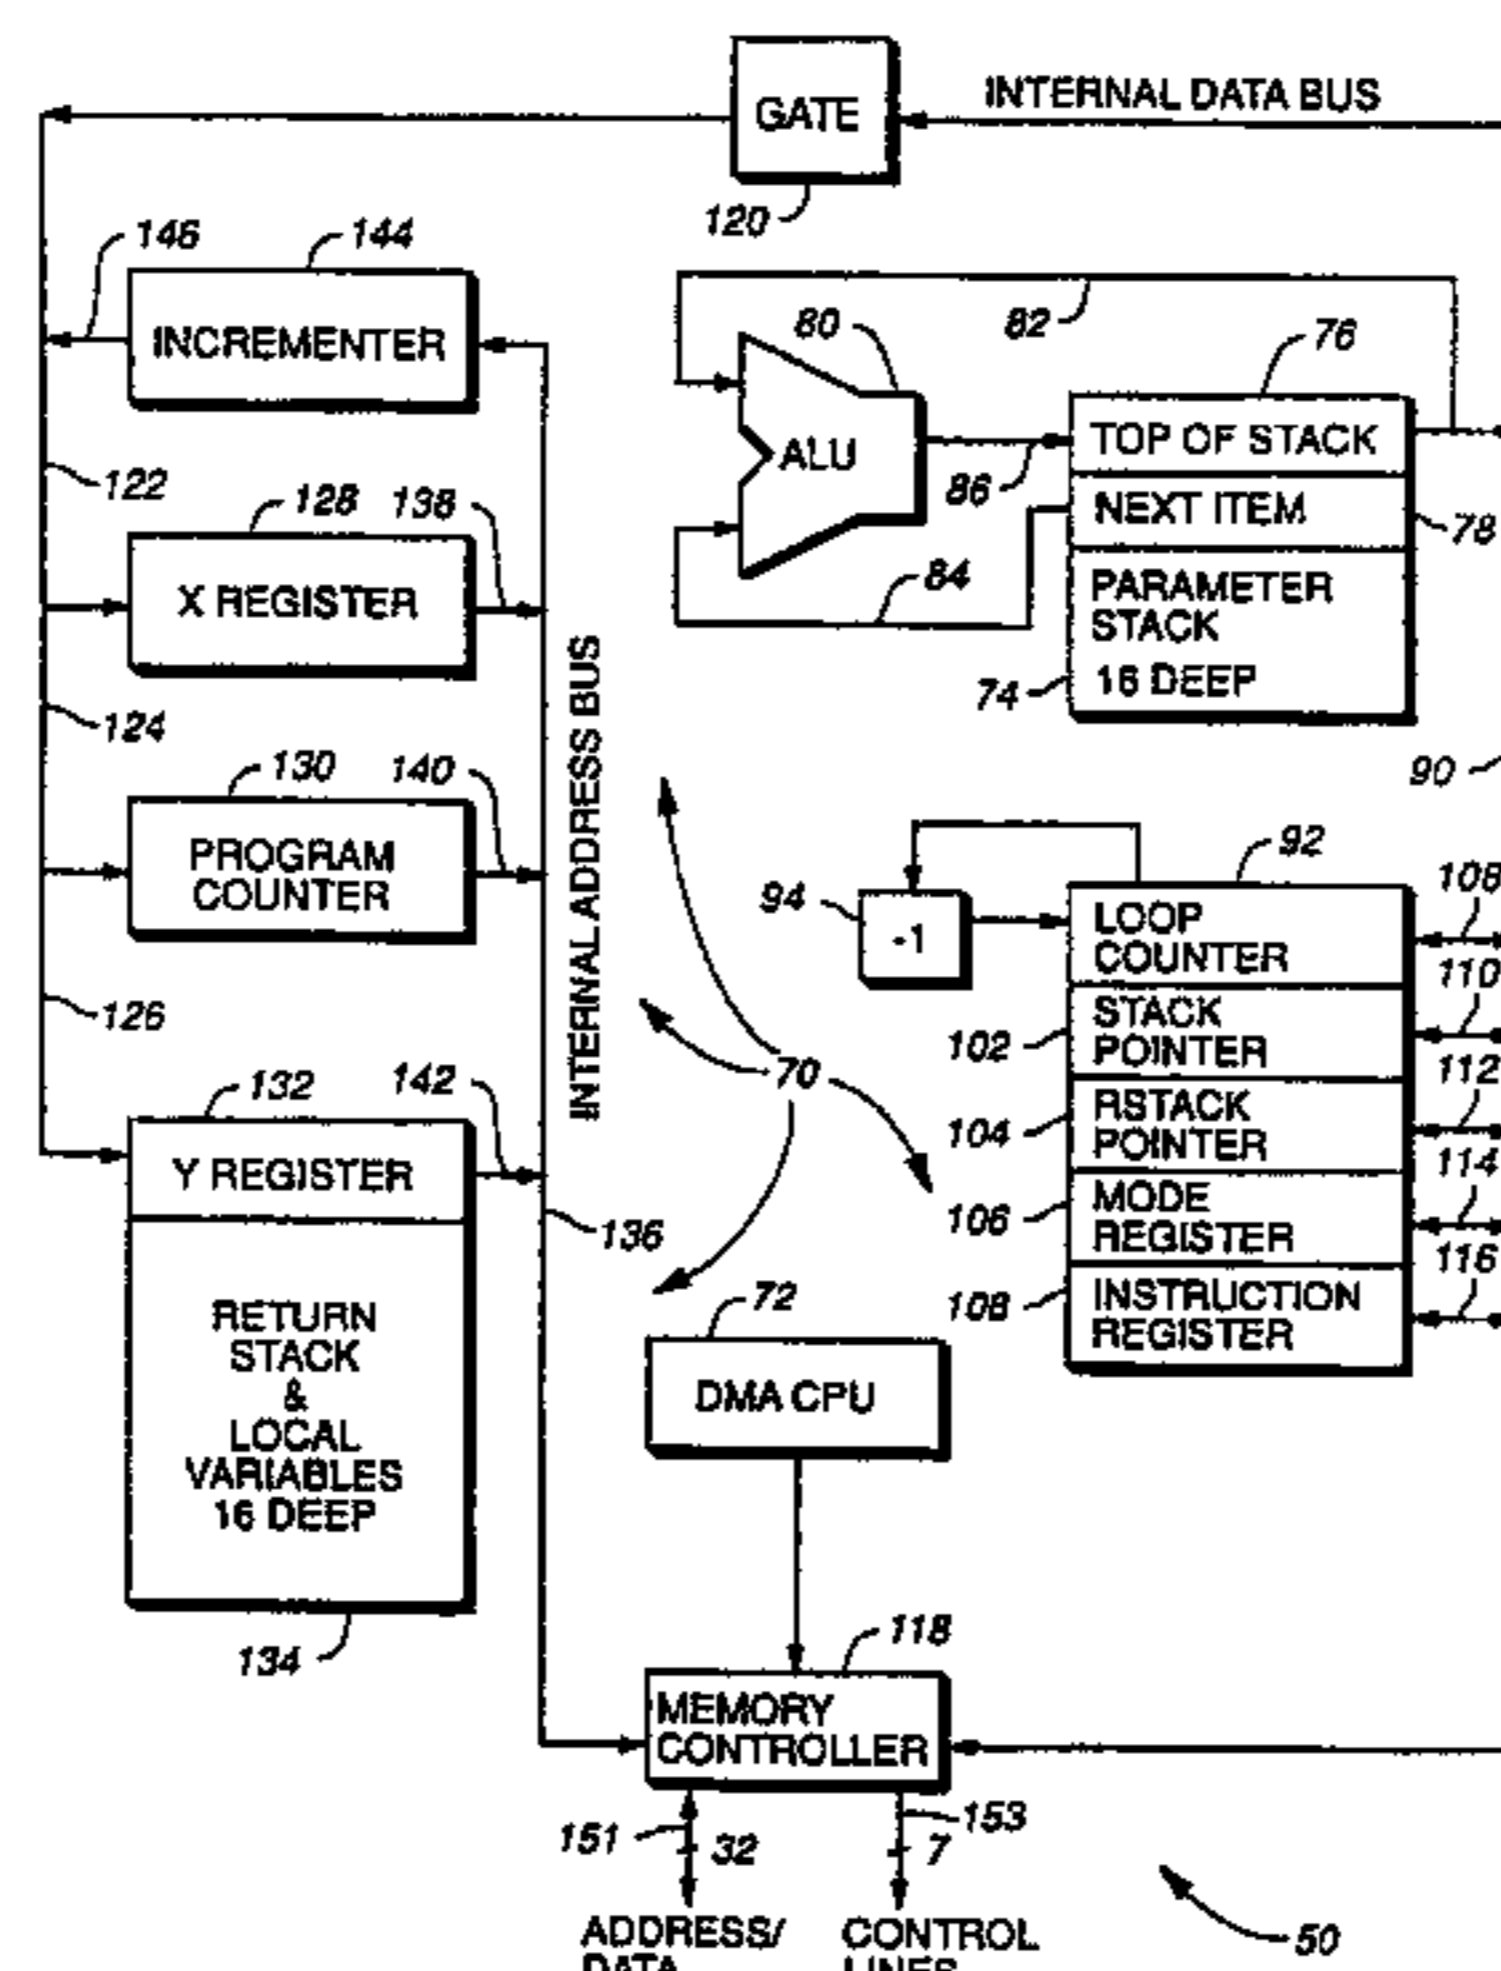 GATE
INTERNAL DATA BUS
120
146
144
INCREMENTER
82
80
76
ALU
TOP OF STACK
86
NEXT ITEM
78
84
PARAMETER
STACK
16 DEEP
74
122
128
138
X REGISTER
124
INTERNAL ADDRESS BUS
130
140
PROGRAM
COUNTER
90
92
94
-1
LOOP
COUNTER
108
110
STACK
POINTER
102
112
RSTACK
POINTER
104
114
MODE
REGISTER
106
116
INSTRUCTION
REGISTER
108
126
70
132
142
Y REGISTER
136
RETURN
STACK
&
LOCAL
VARIABLES
16 DEEP
134
72
DMA CPU
118
MEMORY
CONTROLLER
151
32
153
7
ADDRESS/
DATA
CONTROL
LINES
50